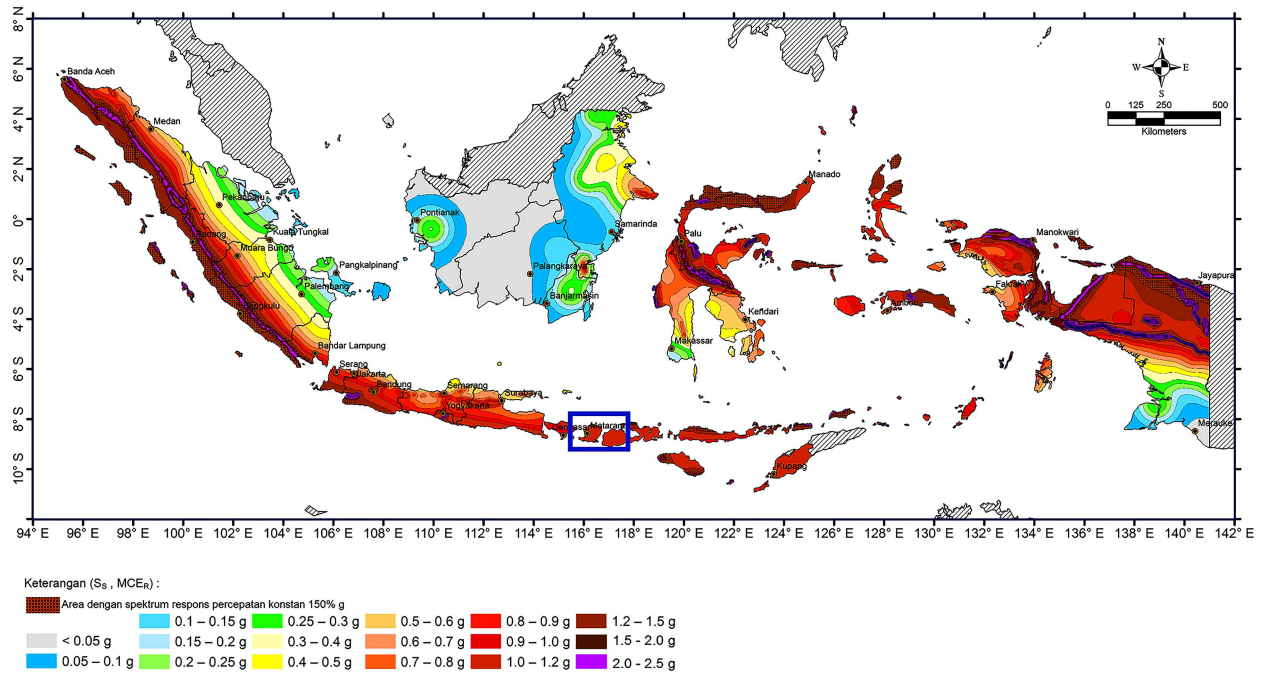 8° N
6° N
4° N
2° N
0°
2° S
4° S
6° S
8° S
10° S
N
W E
S
0 125 250 500
Kilometers
Banda Aceh
Medan
Pekanbaru
Padang
Kuala Tungkal
Muara Bungo
Pangkalpinang
Palembang
Bengkulu
Bandar Lampung
Serang
Jakarta
Bandung
Semarang
Surabaya
Yogyakarta
Mataram
Kupang
Pontianak
Samarinda
Palangkaraya
Banjarmasin
Manado
Palu
Kendari
Makassar
Ambon
Manokwari
Jayapura
Merauke
94° E 96° E 98° E 100° E 102° E 104° E 106° E 108° E 110° E 112° E 114° E 116° E 118° E 120° E 122° E 124° E 126° E 128° E 130° E 132° E 134° E 136° E 138° E 140° E 142° E
Keterangan (S_S , MCE_R) :
Area dengan spektrum respons percepatan konstan 150% g
< 0.05 g
0.05 – 0.1 g
0.1 – 0.15 g
0.15 – 0.2 g
0.2 – 0.25 g
0.25 – 0.3 g
0.3 – 0.4 g
0.4 – 0.5 g
0.5 – 0.6 g
0.6 – 0.7 g
0.7 – 0.8 g
0.8 – 0.9 g
0.9 – 1.0 g
1.0 – 1.2 g
1.2 – 1.5 g
1.5 - 2.0 g
2.0 - 2.5 g